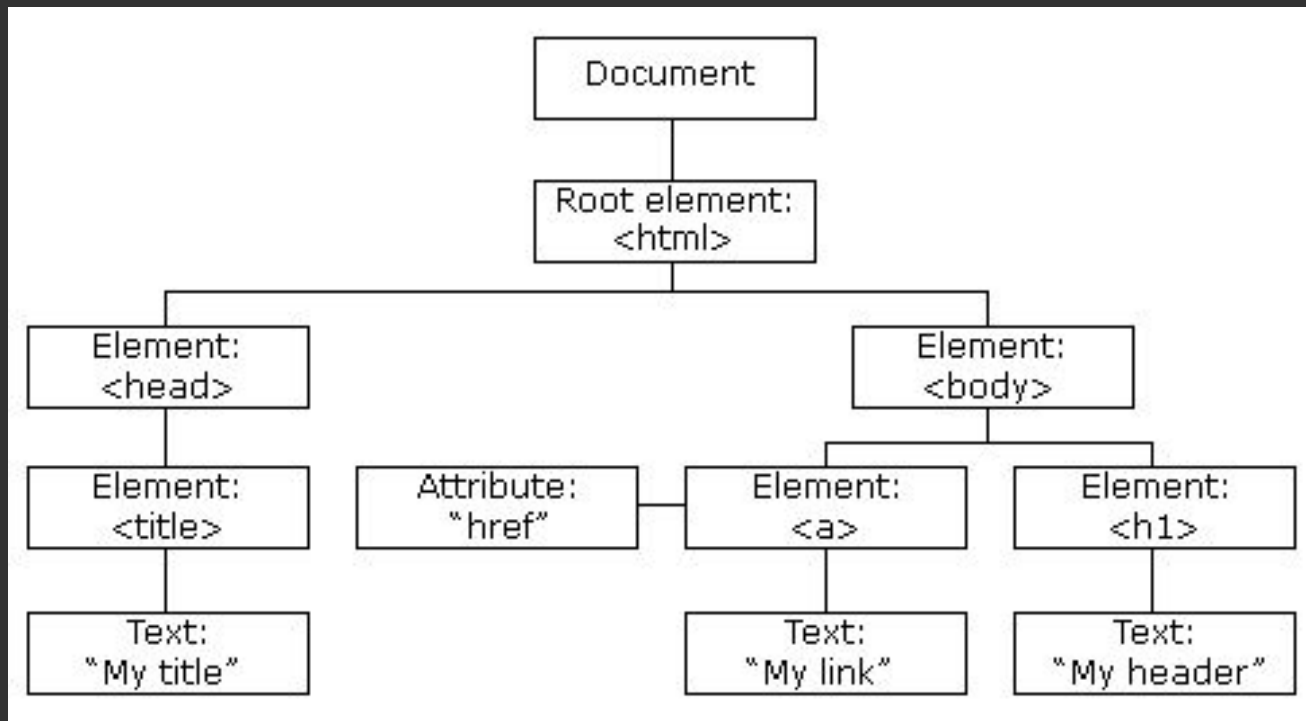 Document
Root element:
<html>
Element:
<head>
Element:
<body>
Element:
<title>
Attribute:
“href”
Element:
<a>
Element:
<h1>
Text:
“My title”
Text:
“My link”
Text:
“My header”